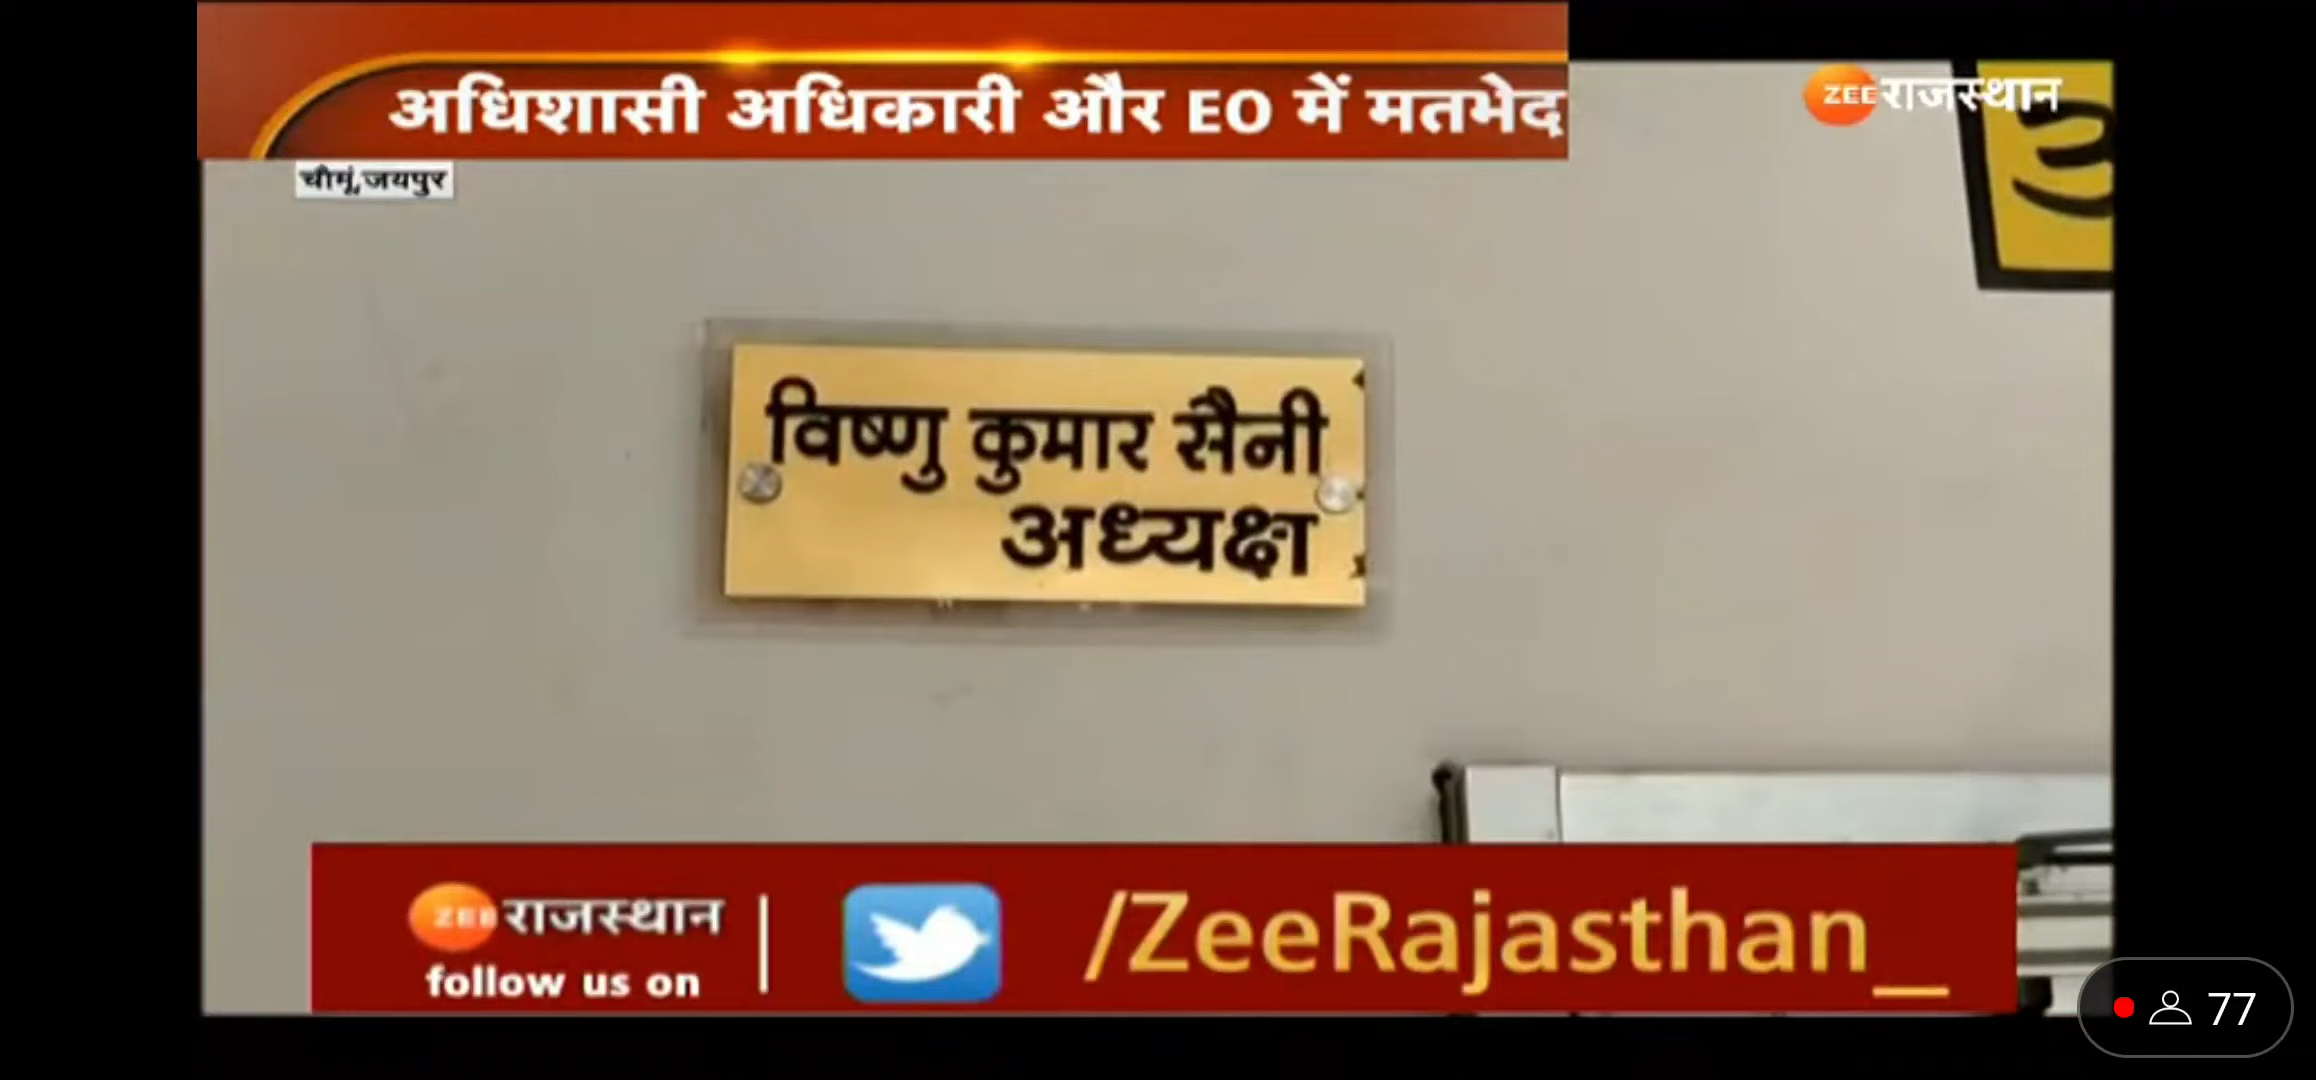 अधिशासी अधिकारी और EO में मतभेद
ZEE राजस्थान
चौमूं,जयपुर
विष्णु कुमार सैनी
अध्यक्ष
ZEE राजस्थान
follow us on
/ZeeRajasthan_
77